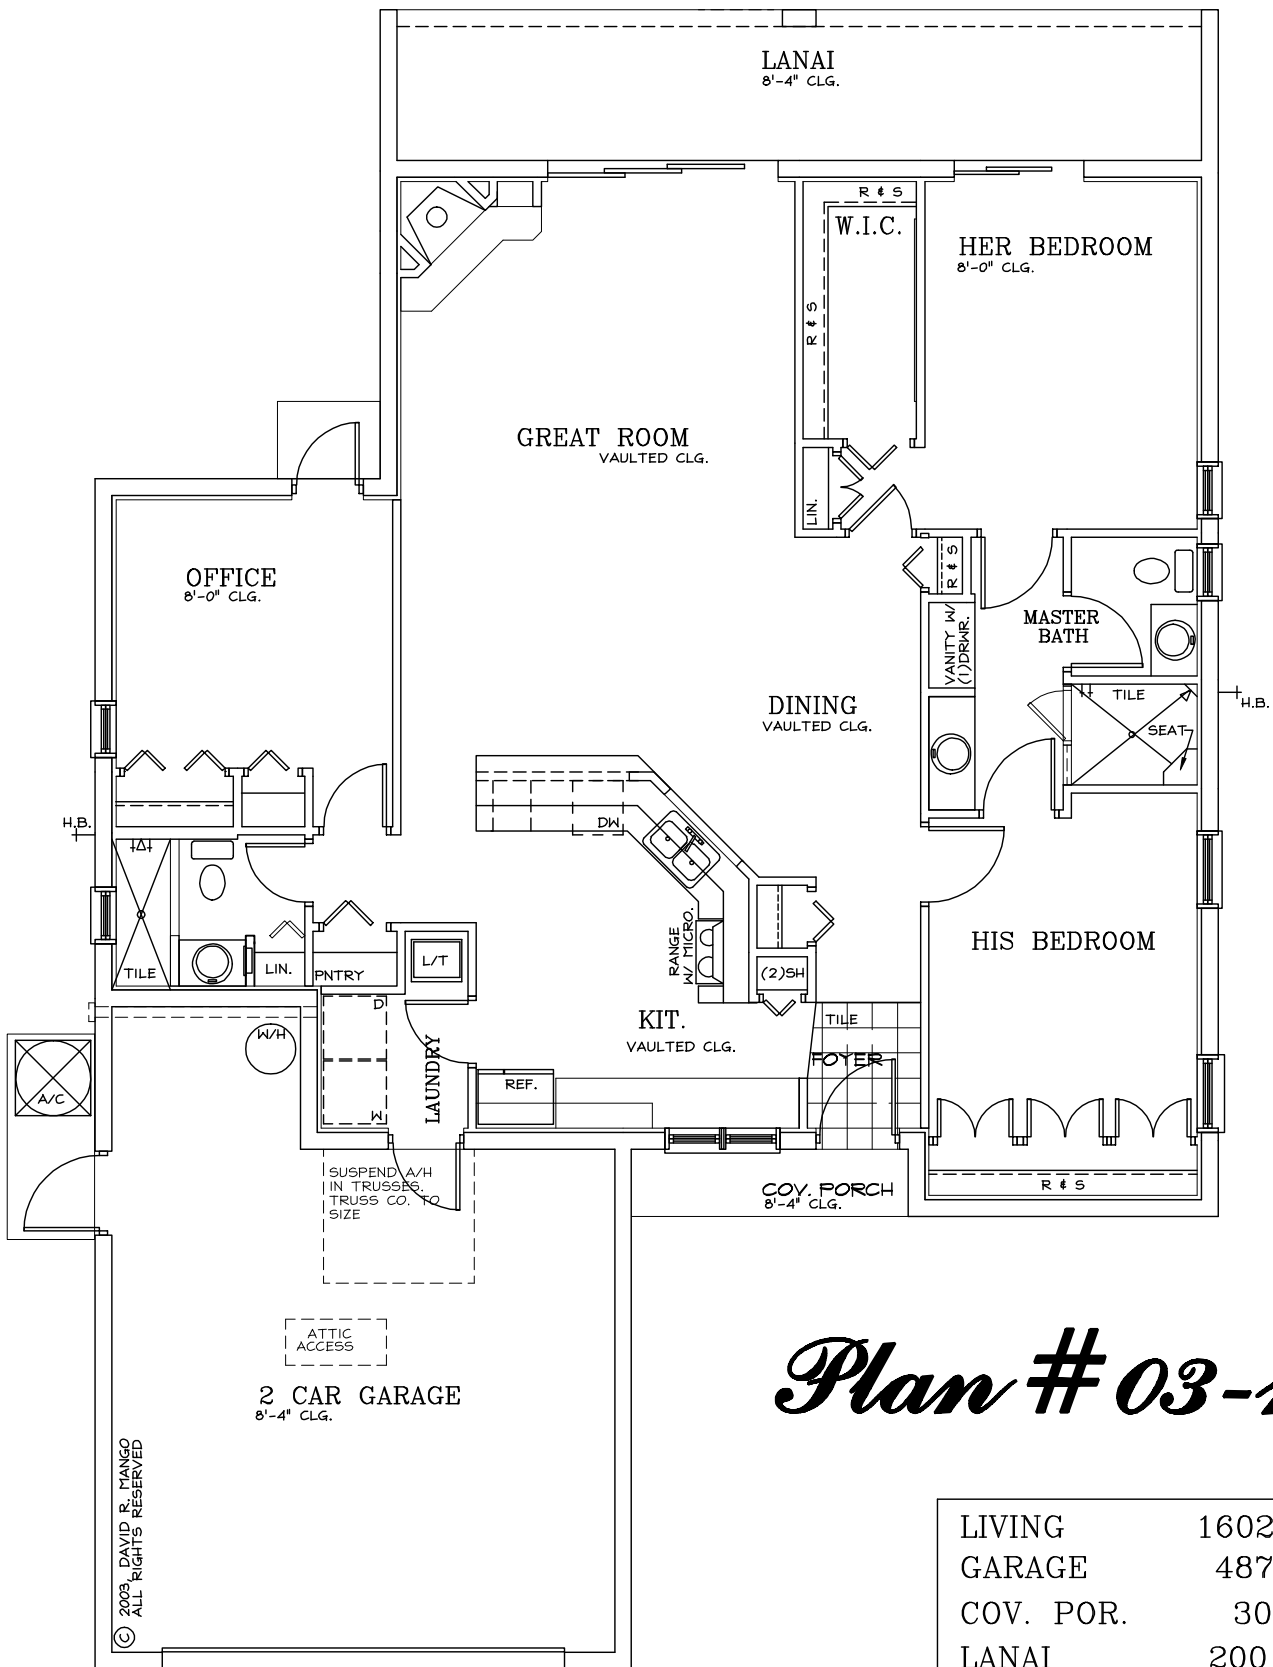 LANAI
8'-4" CLG.
R & S
W.I.C.
HER BEDROOM
8'-0" CLG.
R & S
GREAT ROOM
VAULTED CLG.
LIN.
OFFICE
8'-0" CLG.
R & S
VANITY W/
(1)DRWR.
MASTER
BATH
DINING
VAULTED CLG.
TILE
SEAT
H.B.
H.B.
DW
RANGE
W/ MICRO.
HIS BEDROOM
TILE
LIN.
PNTRY
L/T
(2)SH
D
W/H
KIT.
VAULTED CLG.
TILE
FOYER
LAUNDRY
A/C
W
REF.
SUSPEND A/H
IN TRUSSES.
TRUSS CO. TO
SIZE
COV. PORCH
8'-4" CLG.
R & S
ATTIC
ACCESS
2 CAR GARAGE
8'-4" CLG.
Plan # 03-
© 2003, DAVID R. MANGO
ALL RIGHTS RESERVED
LIVING 1602
GARAGE 487
COV. POR. 30
LANAI 200